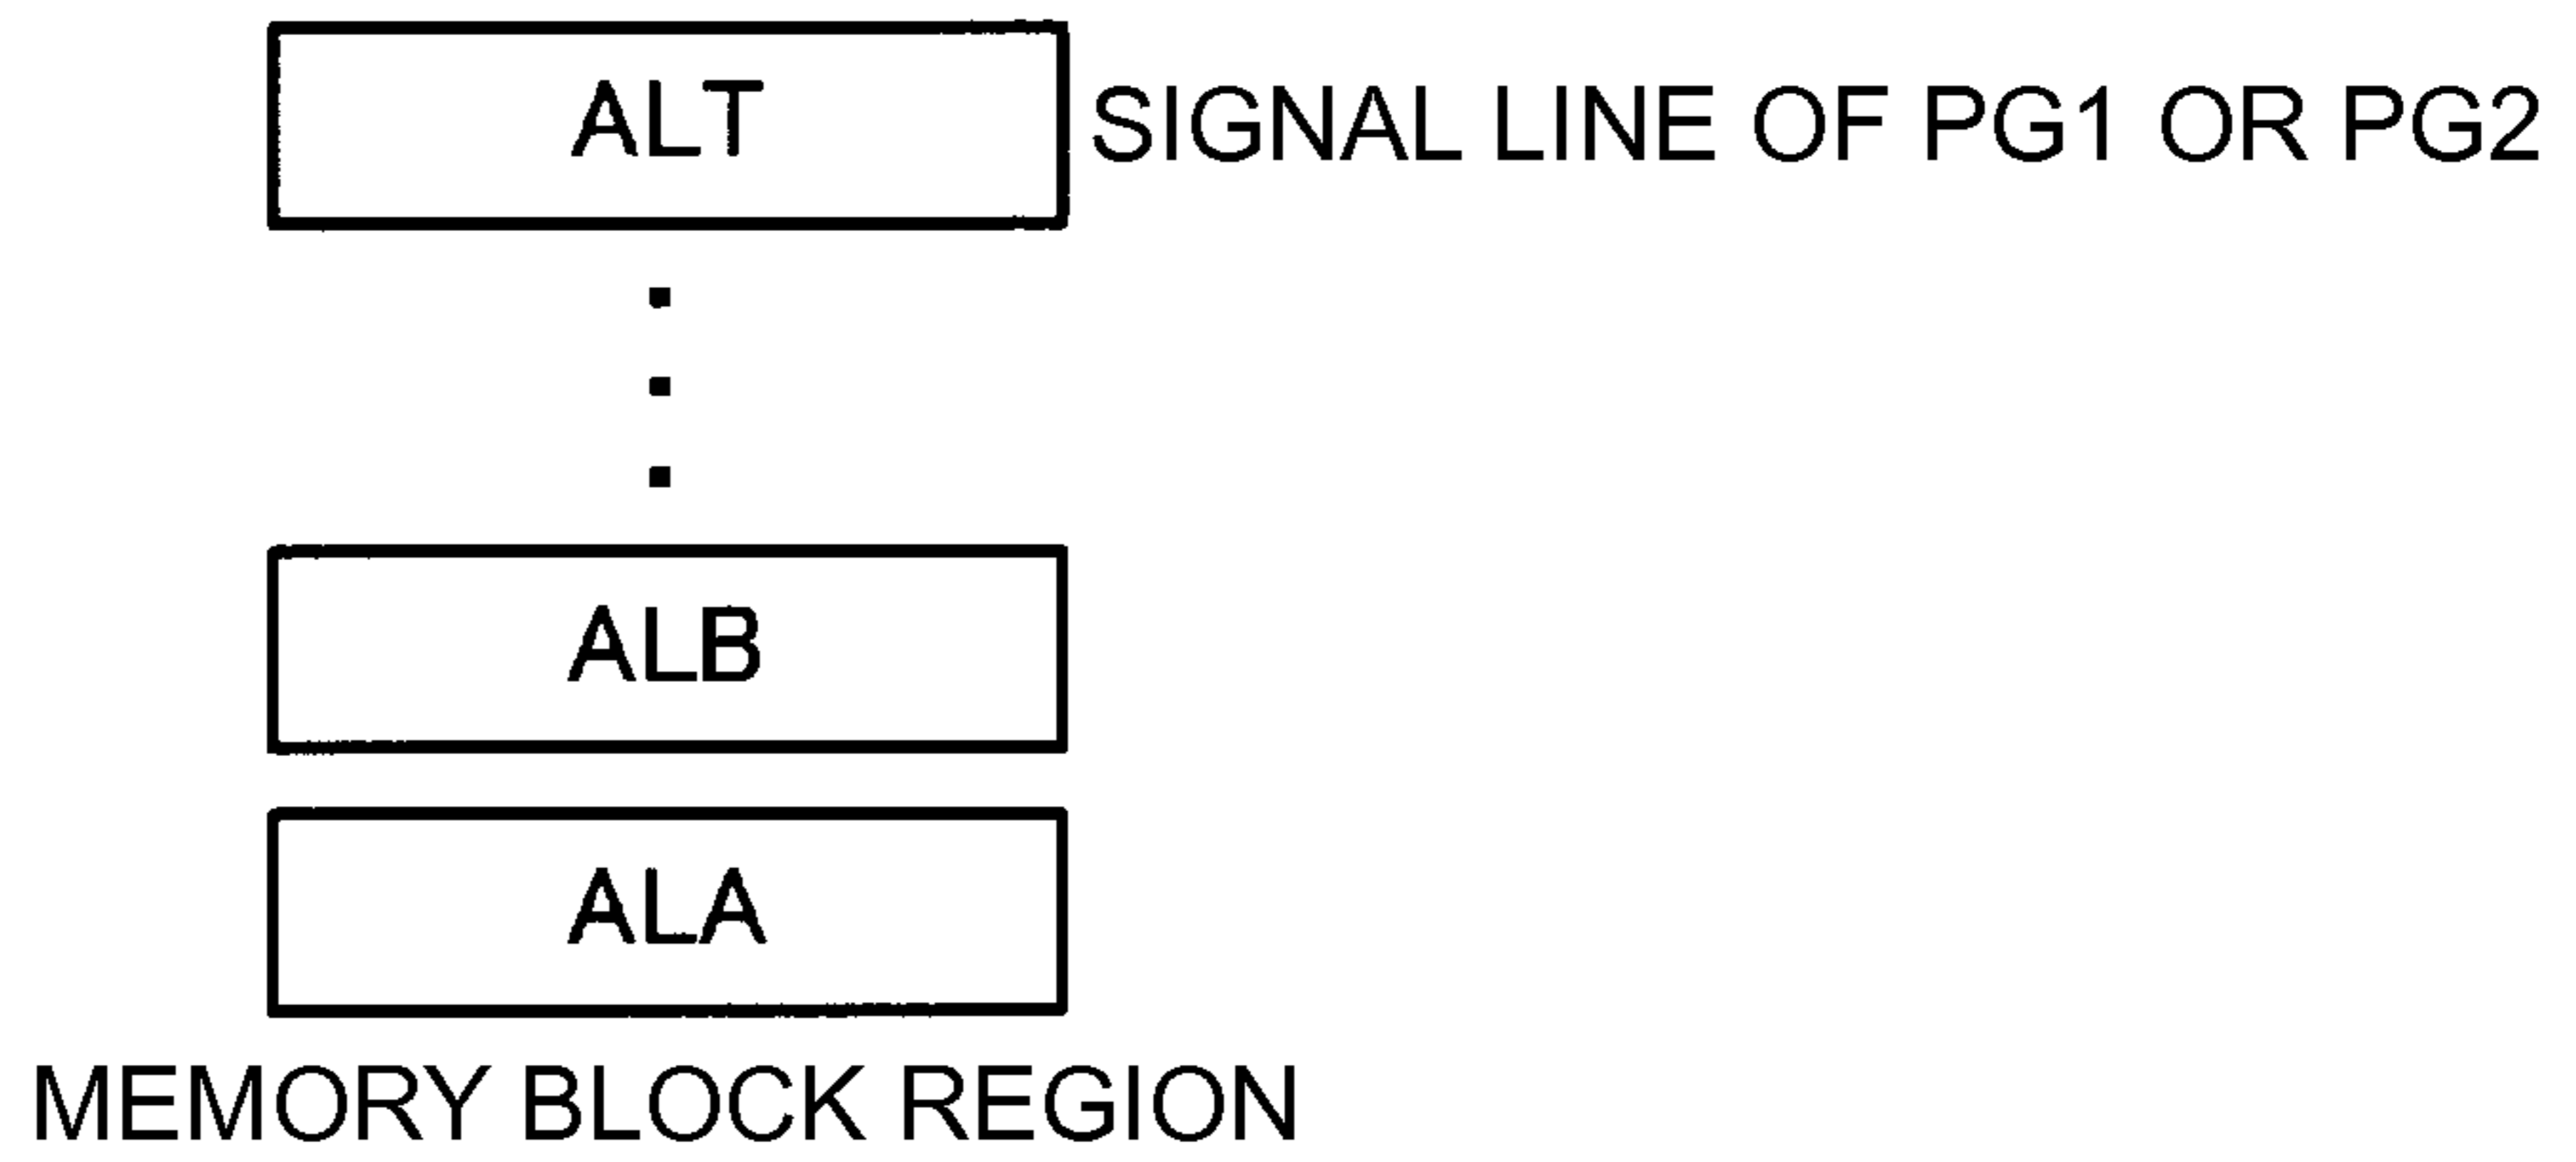 ALT
SIGNAL LINE OF PG1 OR PG2
ALB
ALA
MEMORY BLOCK REGION